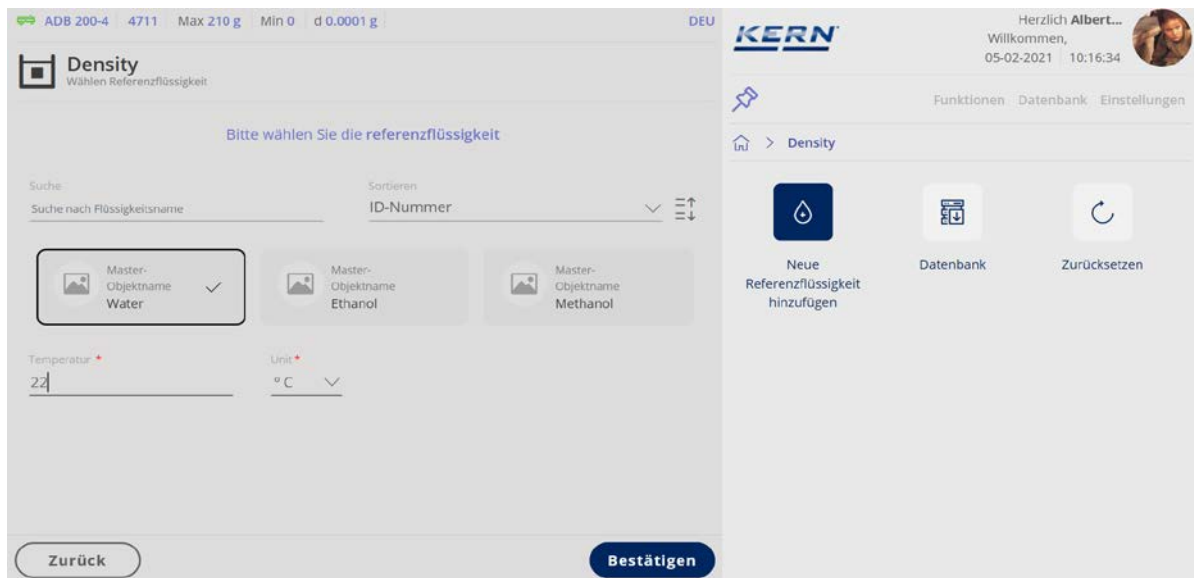 ADB 200-4 4711 Max 210 g Min 0 d 0.0001 g DEU
Density
Wählen Referenzflüssigkeit
Bitte wählen Sie die referenzflüssigkeit
Suche
Suche nach Flüssigkeitsname
Sortieren
ID-Nummer
Master-
Objektname
Water
Master-
Objektname
Ethanol
Master-
Objektname
Methanol
Temperatur *
22
Unit *
° C
Zurück
Bestätigen
KERN
Herzlich Albert...
Willkommen,
05-02-2021 10:16:34
Funktionen Datenbank Einstellungen
> Density
Neue
Referenzflüssigkeit
hinzufügen
Datenbank
Zurücksetzen